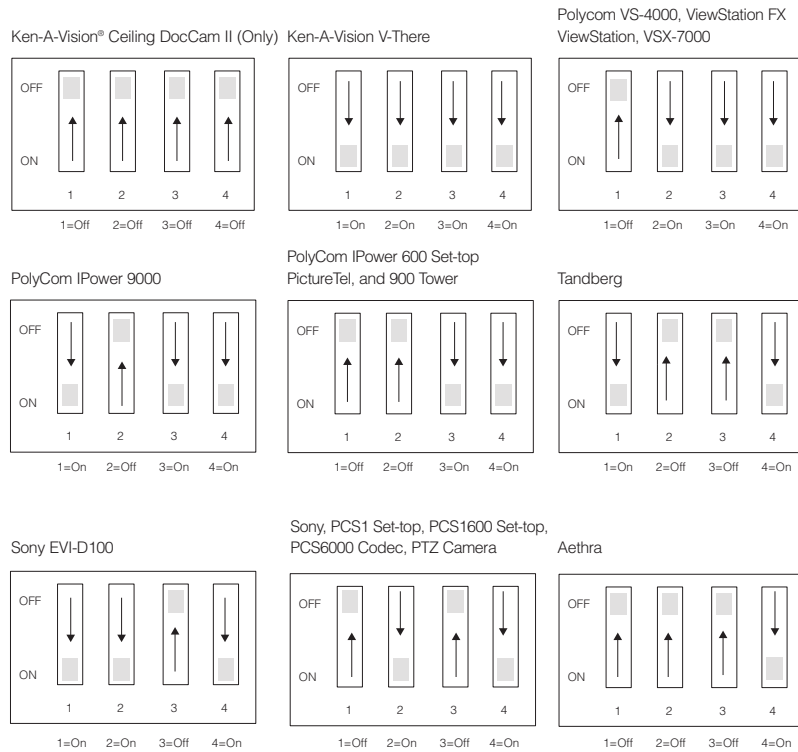 Ken-A-Vision® Ceiling DocCam II (Only)
OFF
ON
1 2 3 4
1=Off 2=Off 3=Off 4=Off
Ken-A-Vision V-There
OFF
ON
1 2 3 4
1=On 2=On 3=On 4=On
Polycom VS-4000, ViewStation FX
ViewStation, VSX-7000
OFF
ON
1 2 3 4
1=Off 2=On 3=On 4=On
PolyCom IPower 9000
OFF
ON
1 2 3 4
1=On 2=Off 3=On 4=On
PolyCom IPower 600 Set-top
PictureTel, and 900 Tower
OFF
ON
1 2 3 4
1=Off 2=Off 3=On 4=On
Tandberg
OFF
ON
1 2 3 4
1=On 2=Off 3=Off 4=On
Sony EVI-D100
OFF
ON
1 2 3 4
1=On 2=On 3=Off 4=On
Sony, PCS1 Set-top, PCS1600 Set-top,
PCS6000 Codec, PTZ Camera
OFF
ON
1 2 3 4
1=Off 2=On 3=Off 4=On
Aethra
OFF
ON
1 2 3 4
1=Off 2=Off 3=Off 4=On